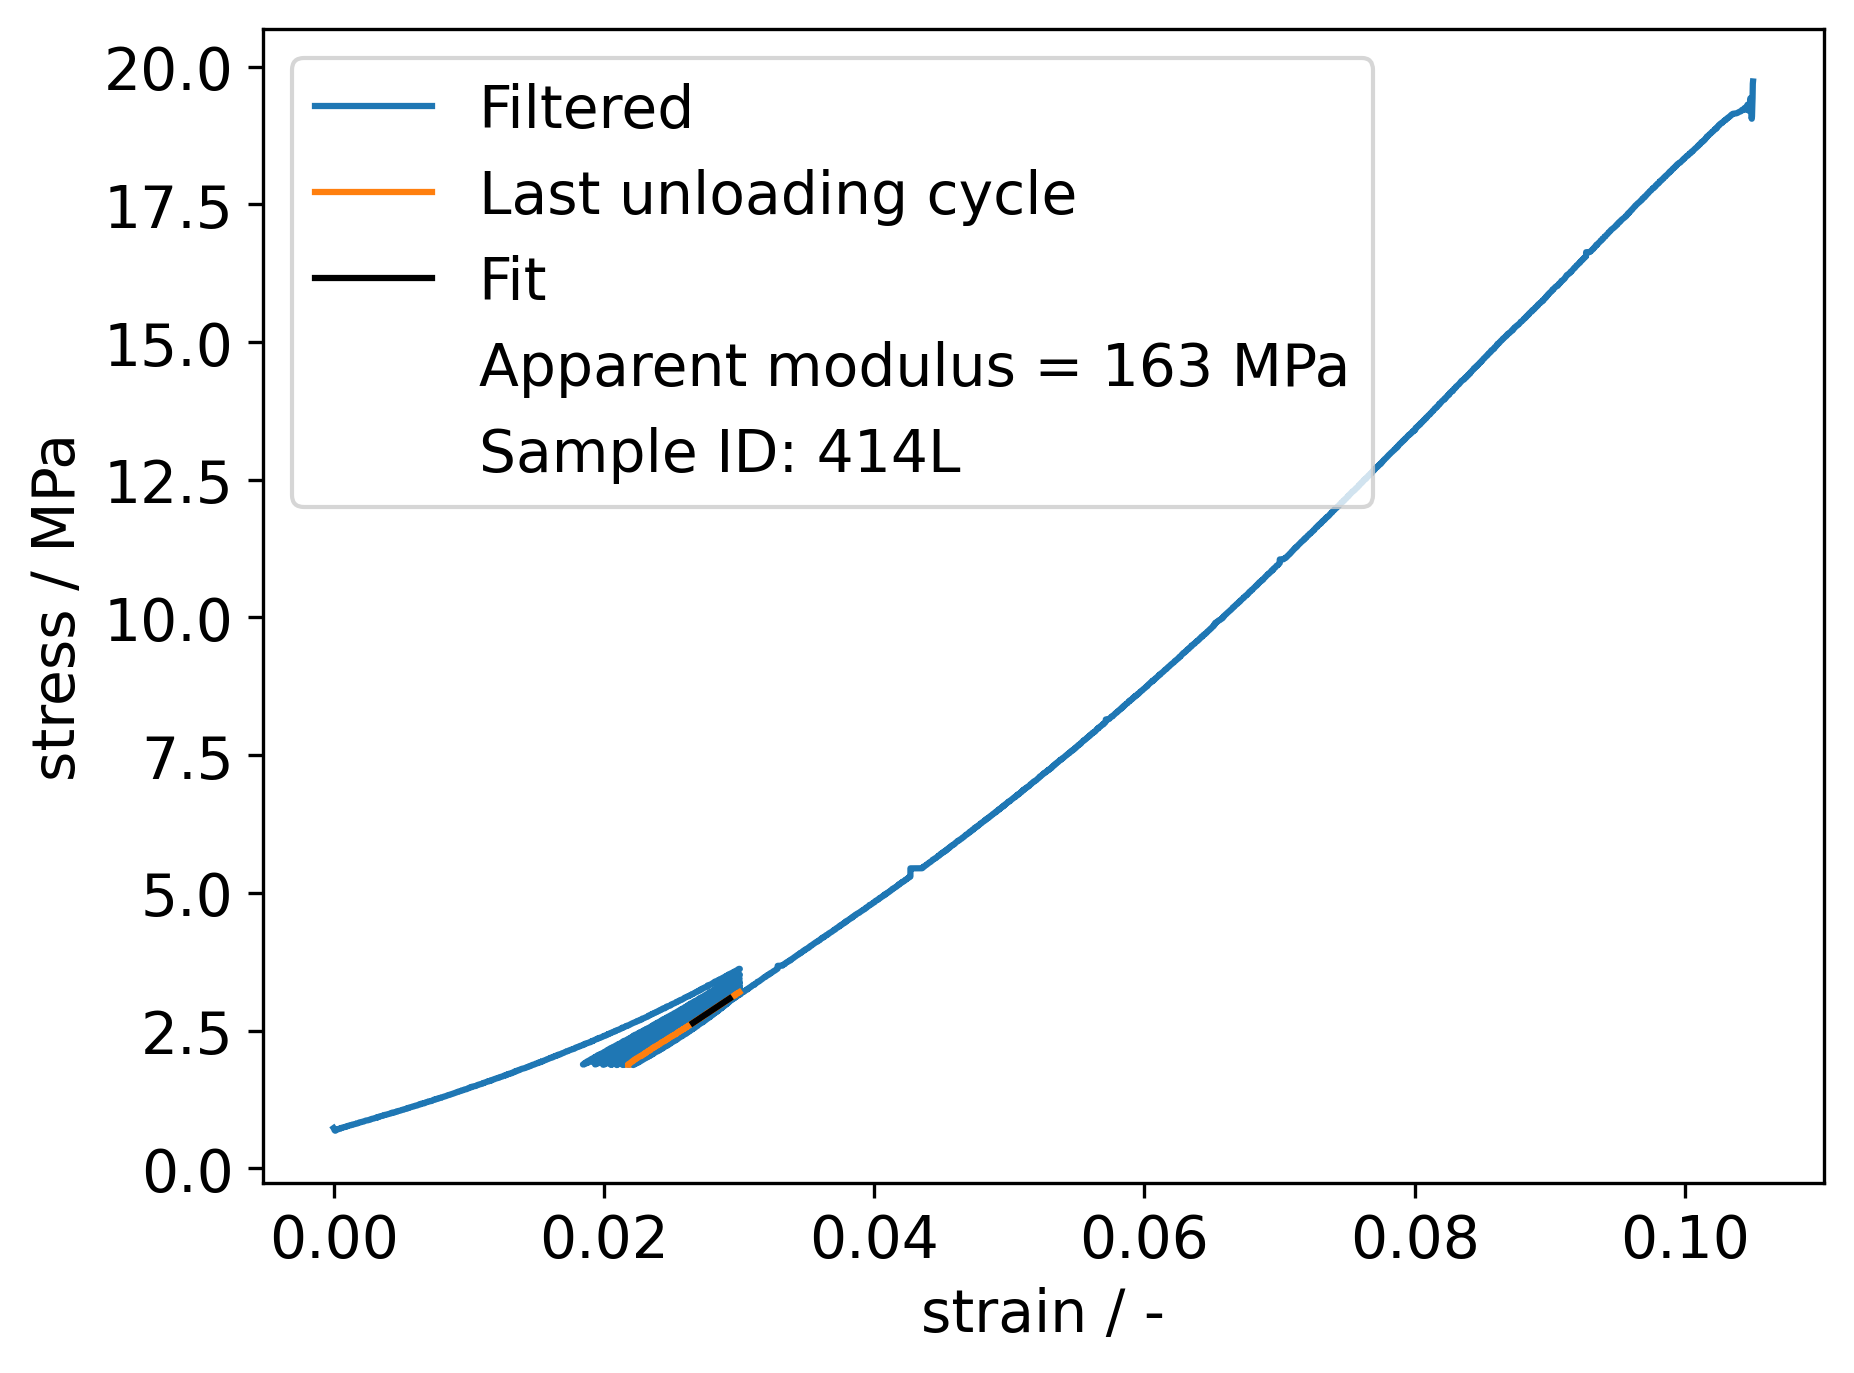 20.0
17.5
15.0
12.5
10.0
7.5
5.0
2.5
0.0
stress / MPa
Filtered
Last unloading cycle
Fit
Apparent modulus = 163 MPa
Sample ID: 414L
0.00 0.02 0.04 0.06 0.08 0.10
strain / -